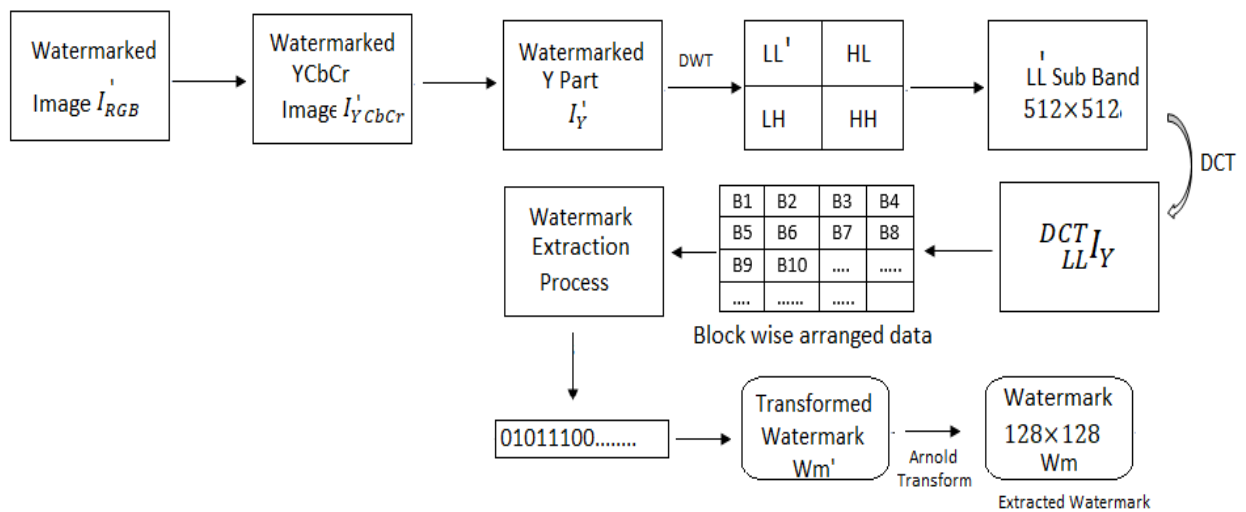 Watermarked
Image I'RGB
Watermarked
YCbCr
Image I'YCbCr
Watermarked
Y Part
I'Y
DWT
LL' HL
LH HH
LL' Sub Band
512×512
DCT
DCT LL IY
B1 B2 B3 B4
B5 B6 B7 B8
B9 B10 .... .....
.... ...... .....
Block wise arranged data
Watermark
Extraction
Process
01011100........
Transformed
Watermark
Wm'
Arnold
Transform
Watermark
128×128
Wm
Extracted Watermark